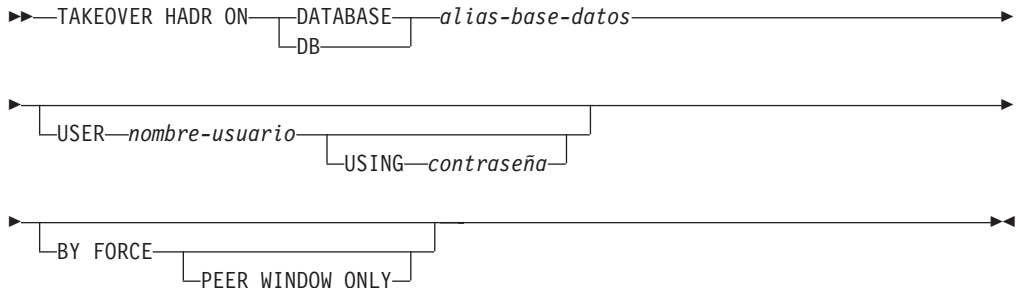 TAKEOVER HADR ON DATABASE alias-base-datos
DB
USER nombre-usuario
USING contraseña
BY FORCE
PEER WINDOW ONLY